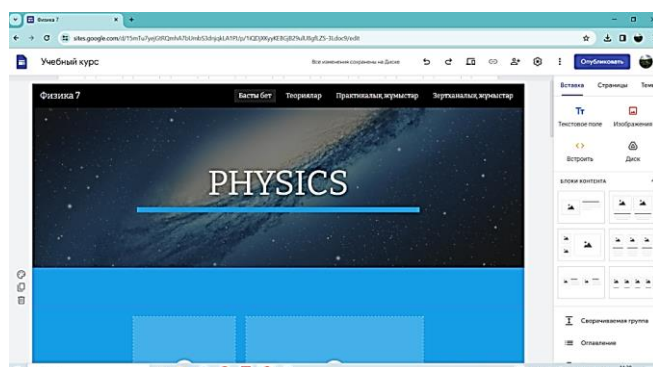 Физика 7
sites.google.com
Учебный курс
Все изменения сохранены на Диске
Опубликовать
Физика 7
Басты бет Теориялар Практикалық жұмыстар Зертханалық жұмыстар
PHYSICS
Вставка Страницы Темы
Текстовое поле Изображения
Встроить Диск
БЛОКИ КОНТЕНТА
Сворачиваемая группа
Оглавление